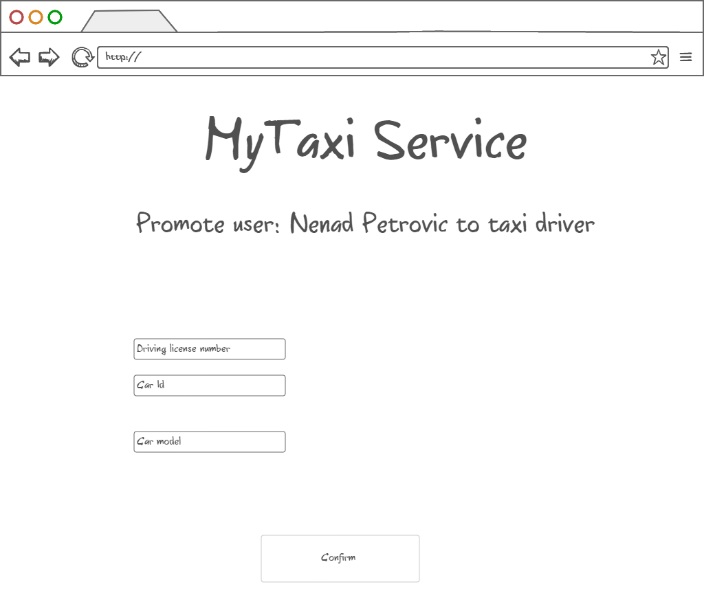 http://
MyTaxi Service
Promote user: Nenad Petrovic to taxi driver
Driving license number
Car Id
Car model
Confirm